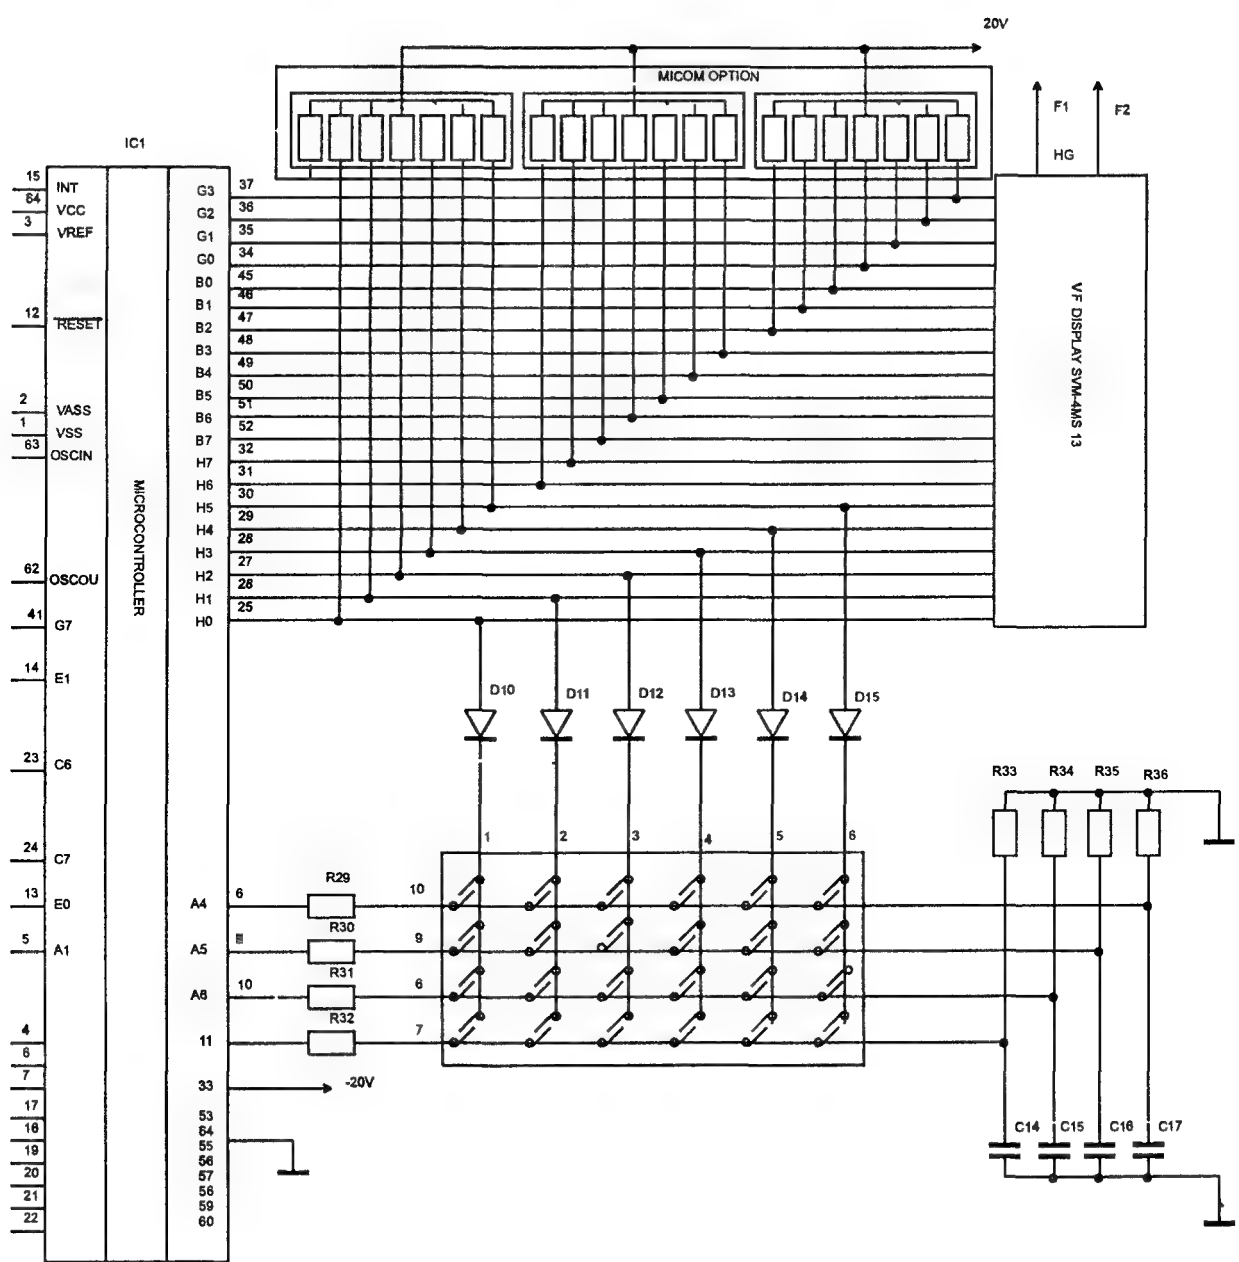 20V
MICOM OPTION
F1
F2
HG
IC1
15 INT
64 VCC
3 VREF
12 RESET
2 VASS
1 VSS
63 OSCIN
62 OSCOU
41 G7
14 E1
23 C6
24 C7
13 E0
5 A1
4
6
7
17
18
19
20
21
22
MICROCONTROLLER
G3 37
G2 36
G1 35
G0 34
B0 45
B1 46
B2 47
B3 48
B4 49
B5 50
B6 51
B7 52
H7 32
H6 31
H5 30
H4 29
H3 28
H2 27
H1 26
H0 25
VF DISPLAY SVM-4MS 13
D10 D11 D12 D13 D14 D15
1 2 3 4 5 6
A4 6 R29 10
A5 R30 9
A6 10 R31 6
11 R32 7
33 -20V
53
54
55
56
57
58
59
60
R33 R34 R35 R36
C14 C15 C16 C17